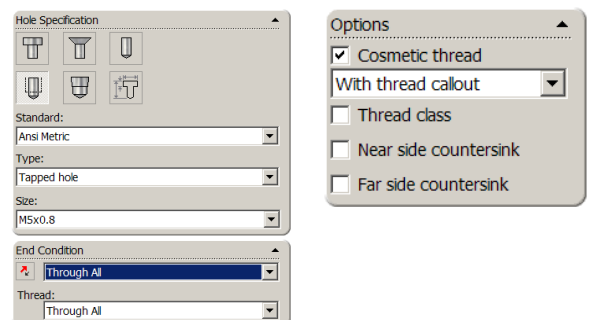 Hole Specification
Standard:
Ansi Metric
Type:
Tapped hole
Size:
M5x0.8
End Condition
Through All
Thread:
Through All
Options
Cosmetic thread
With thread callout
Thread class
Near side countersink
Far side countersink